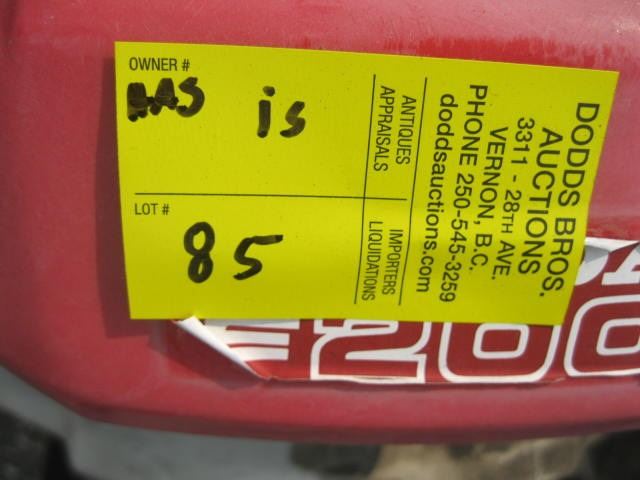 OWNER #
AS is
LOT #
85
ANTIQUES
APPRAISALS
IMPORTERS
LIQUIDATIONS
DODDS BROS.
AUCTIONS
3311 - 28TH AVE.
VERNON, B.C.
PHONE 250-545-3259
doddsauctions.com
200